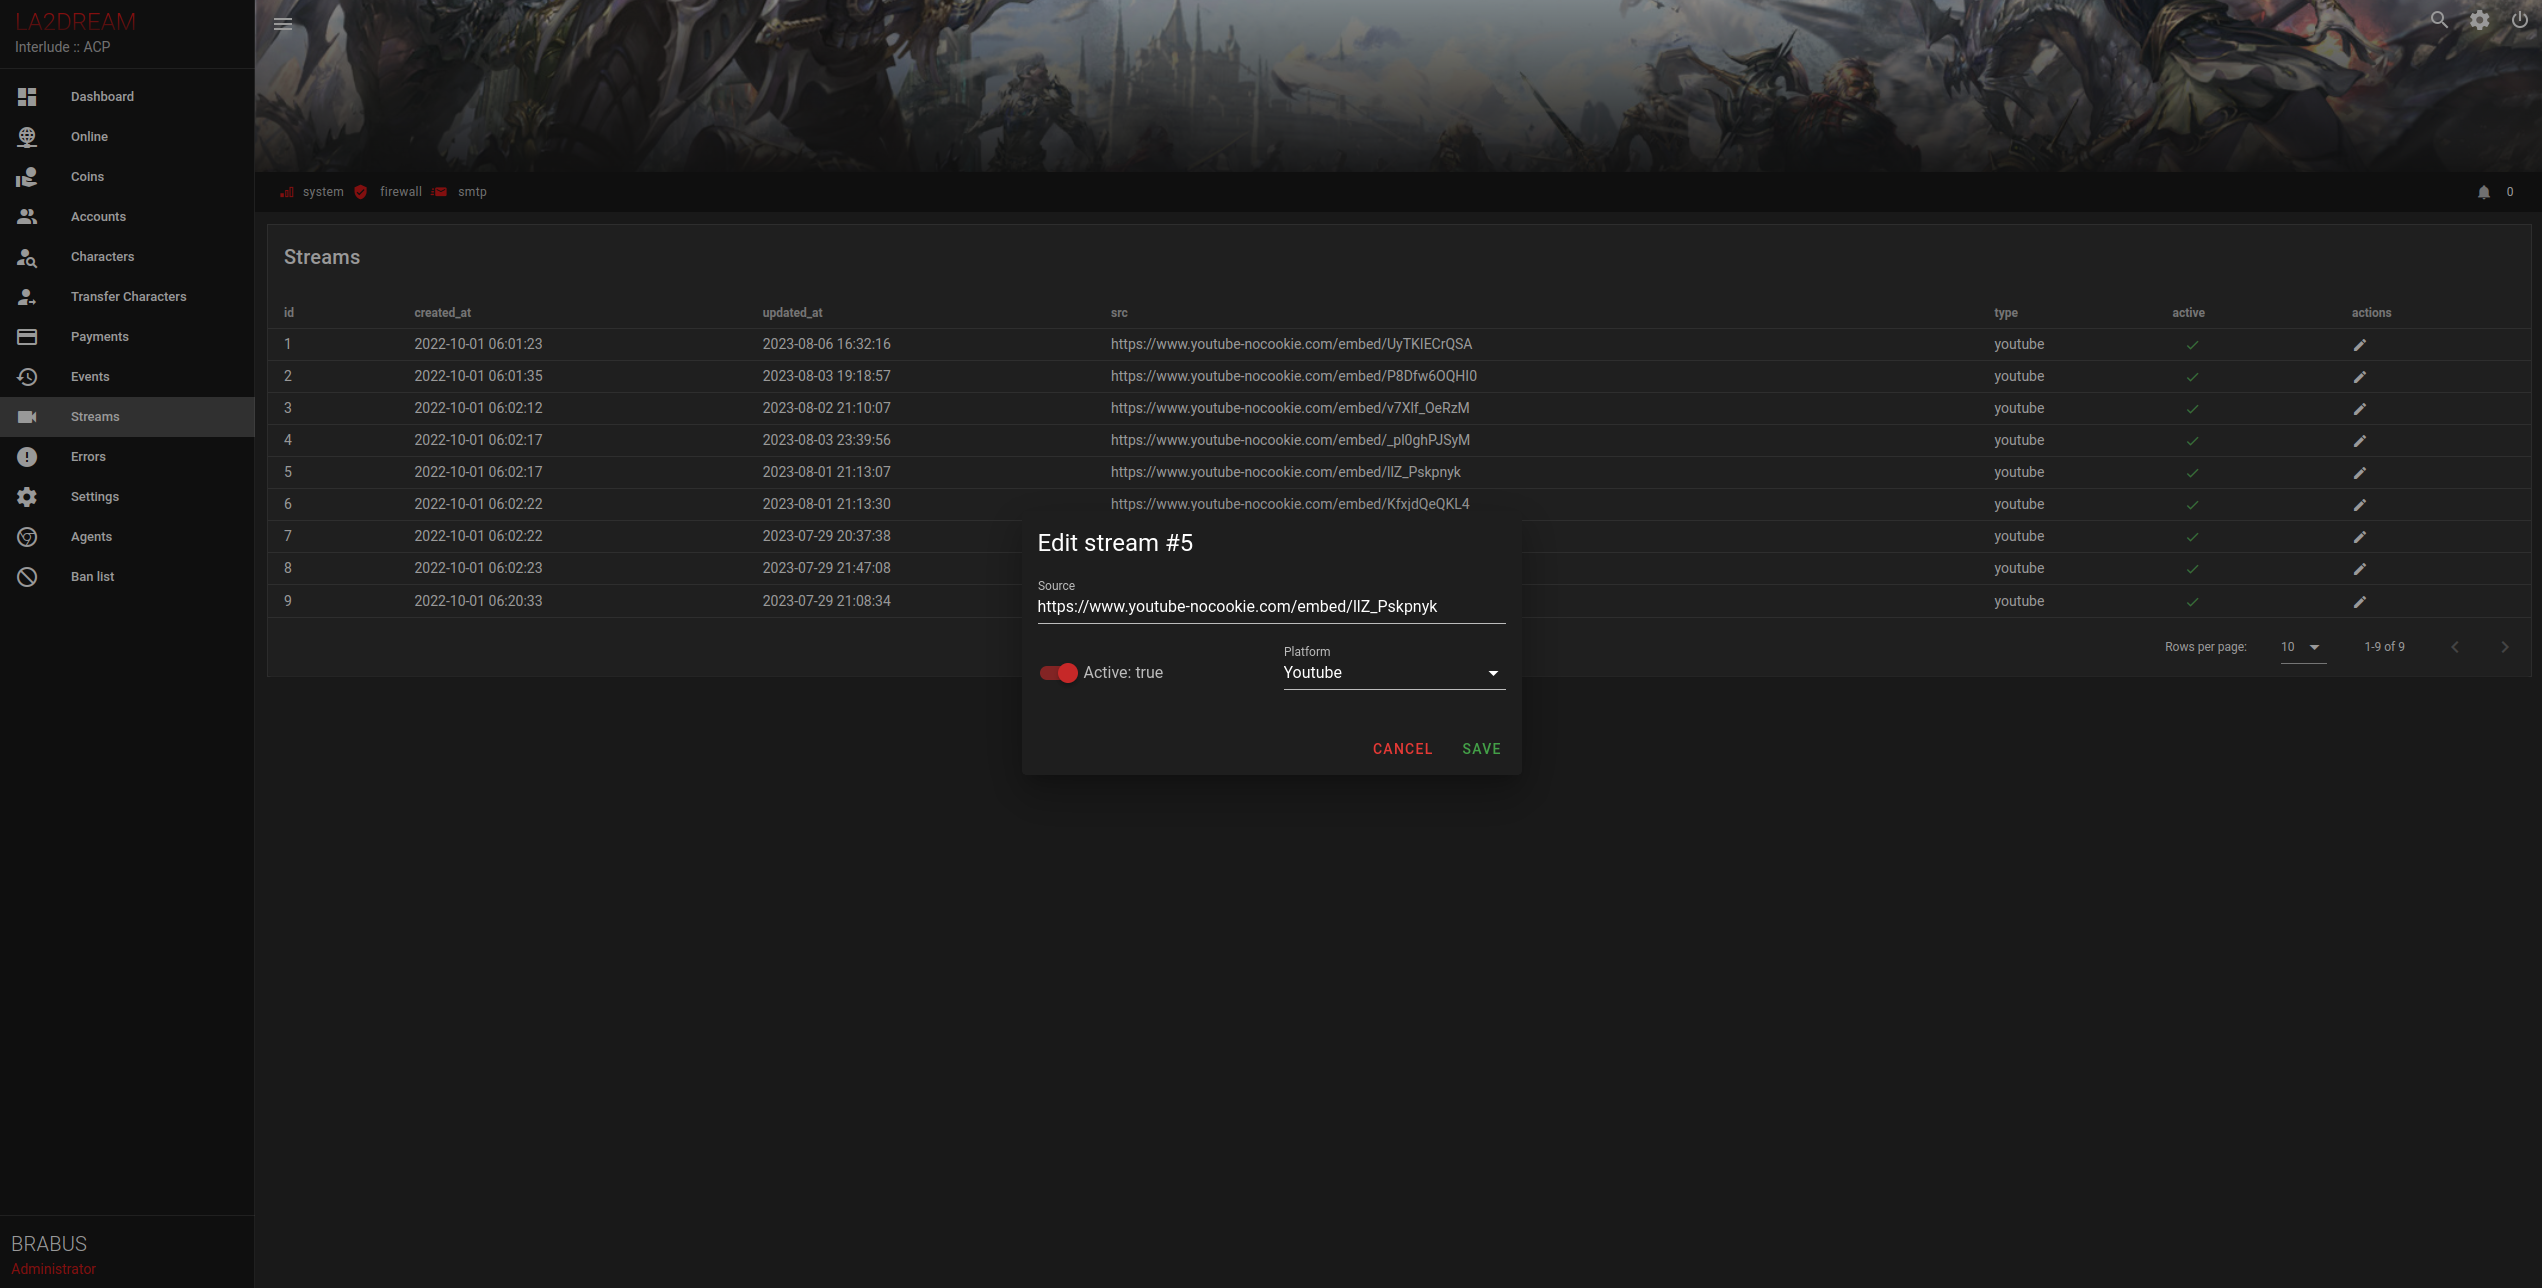 LA2DREAM
Interlude :: ACP
Dashboard
Online
Coins
Accounts
Characters
Transfer Characters
Payments
Events
Streams
Errors
Settings
Agents
Ban list
BRABUS
Administrator
system firewall smtp 0
Streams
id created_at updated_at src type active actions
1 2022-10-01 06:01:23 2023-08-06 16:32:16 https://www.youtube-nocookie.com/embed/UyTKIECrQSA youtube
2 2022-10-01 06:01:35 2023-08-03 19:18:57 https://www.youtube-nocookie.com/embed/P8Dfw6OQHI0 youtube
3 2022-10-01 06:02:12 2023-08-02 21:10:07 https://www.youtube-nocookie.com/embed/v7Xlf_OeRzM youtube
4 2022-10-01 06:02:17 2023-08-03 23:39:56 https://www.youtube-nocookie.com/embed/_pI0ghPJSyM youtube
5 2022-10-01 06:02:17 2023-08-01 21:13:07 https://www.youtube-nocookie.com/embed/lIZ_Pskpnyk youtube
6 2022-10-01 06:02:22 2023-08-01 21:13:30 https://www.youtube-nocookie.com/embed/KfxjdQeQKL4 youtube
7 2022-10-01 06:02:22 2023-07-29 20:37:38 youtube
8 2022-10-01 06:02:23 2023-07-29 21:47:08 youtube
9 2022-10-01 06:20:33 2023-07-29 21:08:34 youtube
Rows per page: 10 1-9 of 9
Edit stream #5
Source
https://www.youtube-nocookie.com/embed/lIZ_Pskpnyk
Active: true
Platform
Youtube
CANCEL SAVE